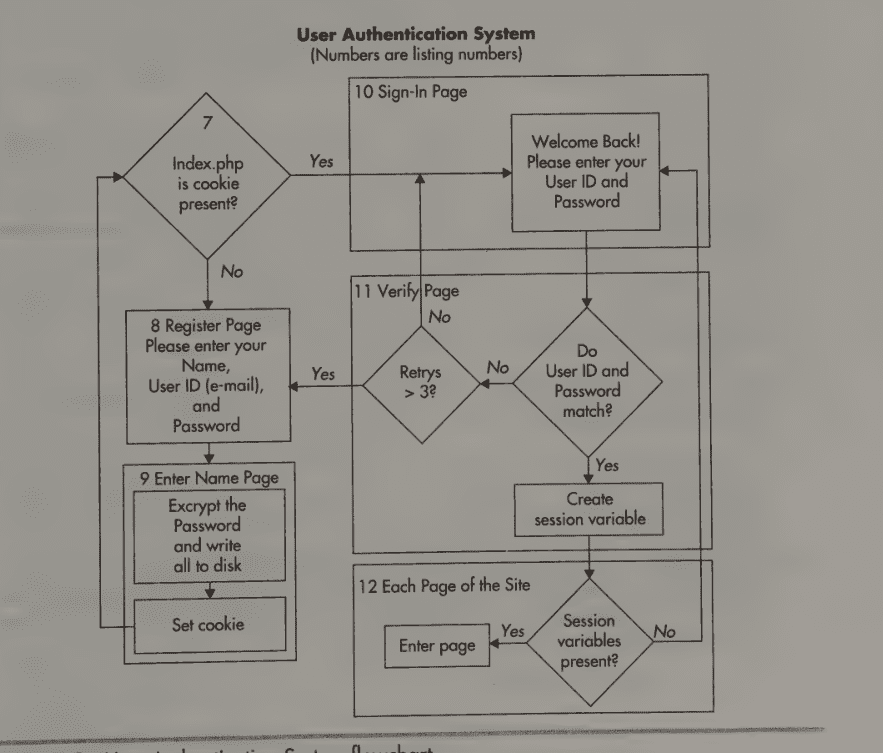 User Authentication System
(Numbers are listing numbers)
7
Index.php
is cookie
present?
Yes
No
10 Sign-In Page
Welcome Back!
Please enter your
User ID and
Password
8 Register Page
Please enter your
Name,
User ID (e-mail),
and
Password
9 Enter Name Page
Excrypt the
Password
and write
all to disk
Set cookie
11 Verify Page
No
Retrys
> 3?
Yes
No
Do
User ID and
Password
match?
Yes
Create
session variable
12 Each Page of the Site
Session
variables
present?
Yes
No
Enter page
flowchart